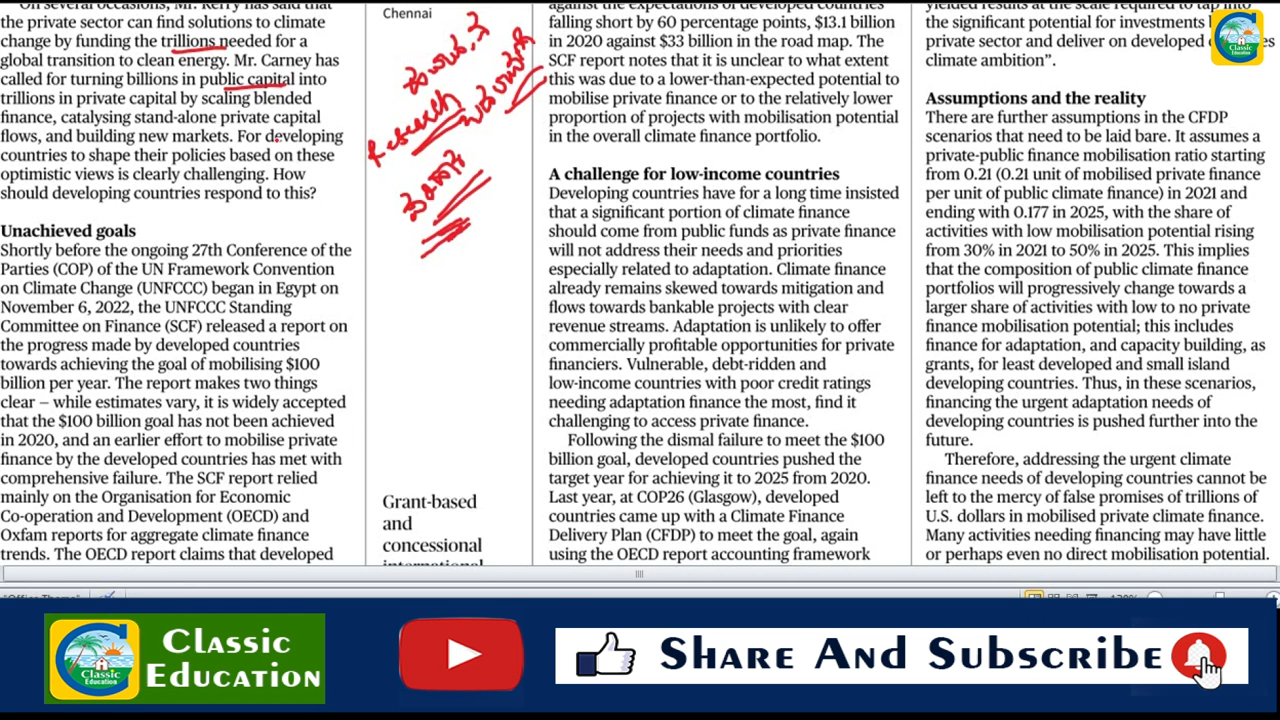 On several occasions, Mr. Kerry has said that
the private sector can find solutions to climate
change by funding the trillions needed for a
global transition to clean energy. Mr. Carney has
called for turning billions in public capital into
trillions in private capital by scaling blended
finance, catalysing stand-alone private capital
flows, and building new markets. For developing
countries to shape their policies based on these
optimistic views is clearly challenging. How
should developing countries respond to this?
Unachieved goals
Shortly before the ongoing 27th Conference of the
Parties (COP) of the UN Framework Convention
on Climate Change (UNFCCC) began in Egypt on
November 6, 2022, the UNFCCC Standing
Committee on Finance (SCF) released a report on
the progress made by developed countries
towards achieving the goal of mobilising $100
billion per year. The report makes two things
clear — while estimates vary, it is widely accepted
that the $100 billion goal has not been achieved
in 2020, and an earlier effort to mobilise private
finance by the developed countries has met with
comprehensive failure. The SCF report relied
mainly on the Organisation for Economic
Co-operation and Development (OECD) and
Oxfam reports for aggregate climate finance
trends. The OECD report claims that developed
Chennai
Research
Grant-based
and
concessional
international
against the expectations of developed countries
falling short by 60 percentage points, $13.1 billion
in 2020 against $33 billion in the road map. The
SCF report notes that it is unclear to what extent
this was due to a lower-than-expected potential to
mobilise private finance or to the relatively lower
proportion of projects with mobilisation potential
in the overall climate finance portfolio.
A challenge for low-income countries
Developing countries have for a long time insisted
that a significant portion of climate finance
should come from public funds as private finance
will not address their needs and priorities
especially related to adaptation. Climate finance
already remains skewed towards mitigation and
flows towards bankable projects with clear
revenue streams. Adaptation is unlikely to offer
commercially profitable opportunities for private
financiers. Vulnerable, debt-ridden and
low-income countries with poor credit ratings
needing adaptation finance the most, find it
challenging to access private finance.
Following the dismal failure to meet the $100
billion goal, developed countries pushed the
target year for achieving it to 2025 from 2020.
Last year, at COP26 (Glasgow), developed
countries came up with a Climate Finance
Delivery Plan (CFDP) to meet the goal, again
using the OECD report accounting framework
yielded results at the scale required to tap into
the significant potential for investments
private sector and deliver on developed
climate ambition”.
Assumptions and the reality
There are further assumptions in the CFDP
scenarios that need to be laid bare. It assumes a
private-public finance mobilisation ratio starting
from 0.21 (0.21 unit of mobilised private finance
per unit of public climate finance) in 2021 and
ending with 0.177 in 2025, with the share of
activities with low mobilisation potential rising
from 30% in 2021 to 50% in 2025. This implies
that the composition of public climate finance
portfolios will progressively change towards a
larger share of activities with low to no private
finance mobilisation potential; this includes
finance for adaptation, and capacity building, as
grants, for least developed and small island
developing countries. Thus, in these scenarios,
financing the urgent adaptation needs of
developing countries is pushed further into the
future.
Therefore, addressing the urgent climate
finance needs of developing countries cannot be
left to the mercy of false promises of trillions of
U.S. dollars in mobilised private climate finance.
Many activities needing financing may have little
or perhaps even no direct mobilisation potential.
Classic
Education
Classic
Education
Classic
Education
Share And Subscribe